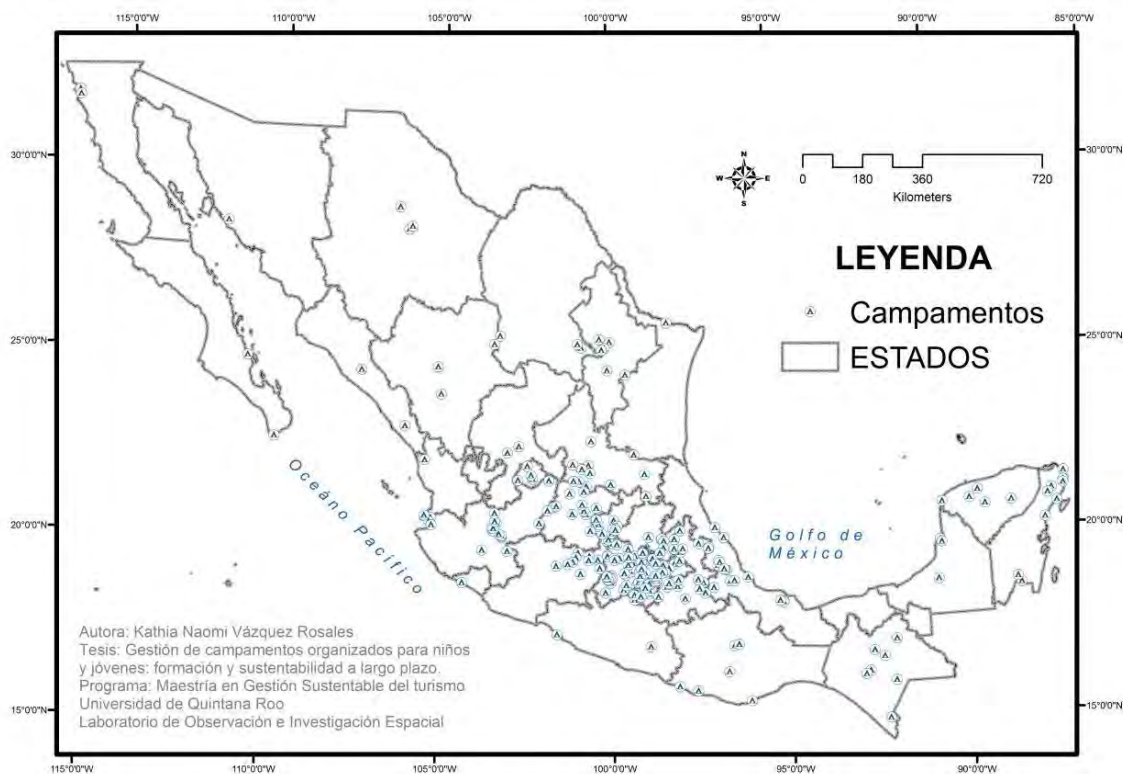 115°0'0"W 110°0'0"W 105°0'0"W 100°0'0"W 95°0'0"W 90°0'0"W 85°0'0"W
30°0'0"N 30°0'0"N
N
W E
S
0 180 360 720
Kilometers
LEYENDA
Campamentos
ESTADOS
25°0'0"N 25°0'0"N
Océano Pacífico
Golfo de
México
20°0'0"N 20°0'0"N
Autora: Kathia Naomi Vázquez Rosales
Tesis: Gestión de campamentos organizados para niños
y jóvenes: formación y sustentabilidad a largo plazo.
Programa: Maestría en Gestión Sustentable del turismo
Universidad de Quintana Roo
Laboratorio de Observación e Investigación Espacial
15°0'0"N 15°0'0"N
115°0'0"W 110°0'0"W 105°0'0"W 100°0'0"W 95°0'0"W 90°0'0"W